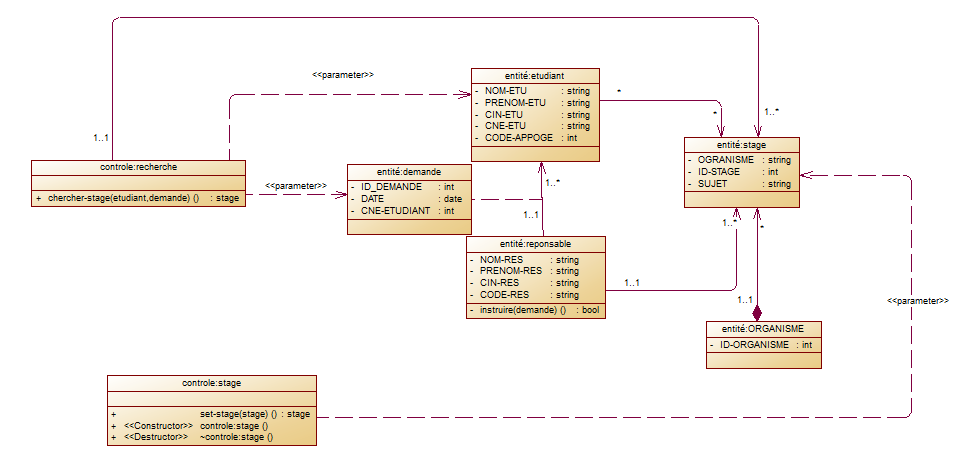 <<parameter>>
entité:etudiant
- NOM-ETU : string
- PRENOM-ETU : string
- CIN-ETU : string
- CNE-ETU : string
- CODE-APPOGE : int
*
*
1..1
1..*
controle:recherche
+ chercher-stage(etudiant,demande) () : stage
<<parameter>>
entité:demande
- ID_DEMANDE : int
- DATE : date
- CNE-ETUDIANT : int
entité:stage
- OGRANISME : string
- ID-STAGE : int
- SUJET : string
1..*
1..1
entité:reponsable
- NOM-RES : string
- PRENOM-RES : string
- CIN-RES : string
- CODE-RES : string
- instruire(demande) () : bool
1..1
1..*
*
1..1
<<parameter>>
entité:ORGANISME
- ID-ORGANISME : int
controle:stage
+ set-stage(stage) () : stage
+ <<Constructor>> controle:stage ()
+ <<Destructor>> ~controle:stage ()